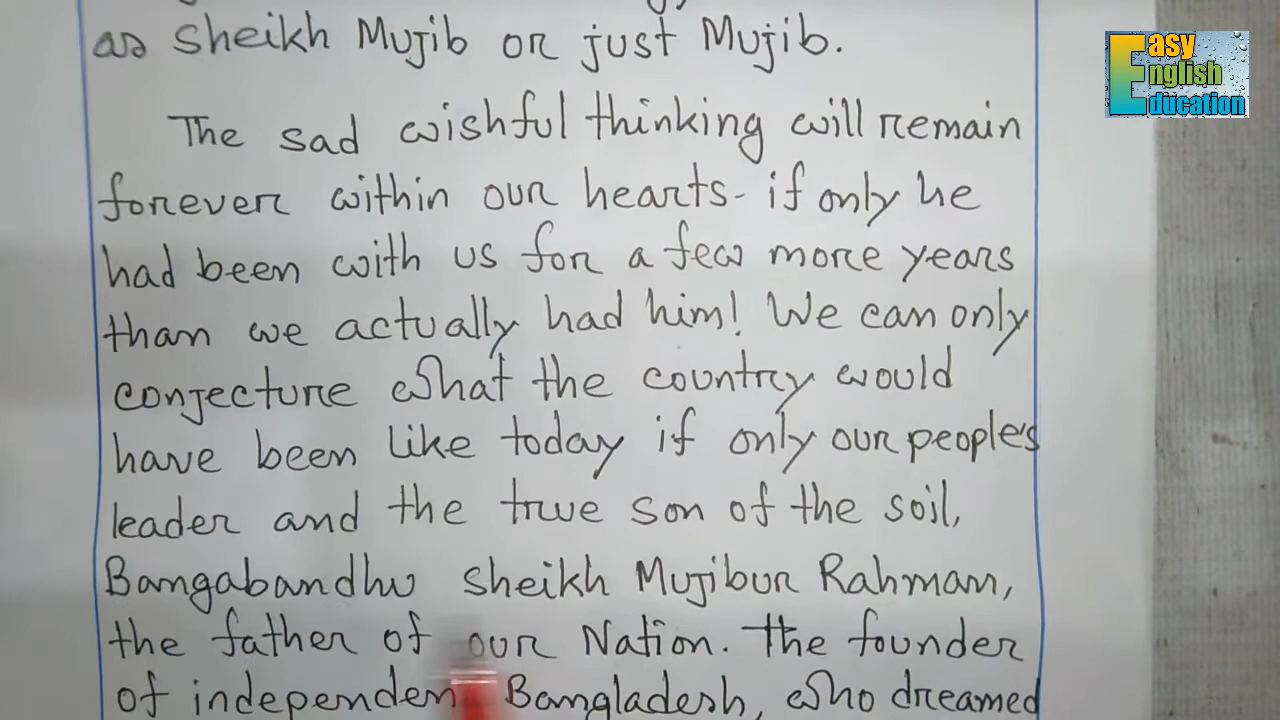 as Sheikh Mujib or just Mujib.
Easy
English
Education
The sad wishful thinking will remain
forever within our hearts- if only he
had been with us for a few more years
than we actually had him! We can only
conjecture what the country would
have been like today if only our people's
leader and the true son of the soil,
Bangabandhu Sheikh Mujibur Rahman,
the father of our Nation. The founder
of independent Bangladesh, who dreamed